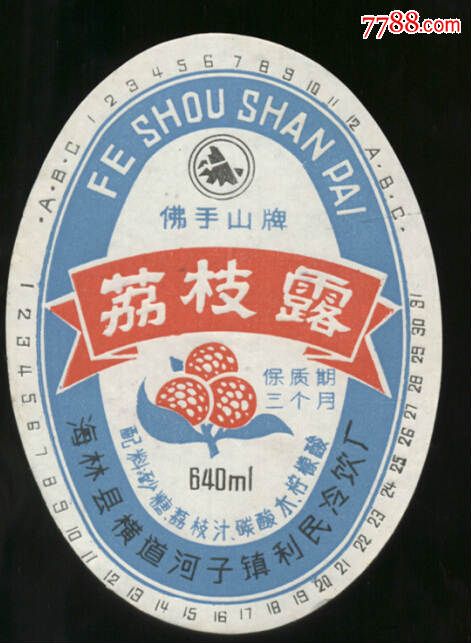 7788.com
·A·B·C· 1 2 3 4 5 6 7 8 9 10 11 12 ·A·B·C·
FE SHOU SHAN PAI
佛手山牌
荔枝露
保质期
三个月
640ml
配料:砂糖、荔枝汁、碳酸水柠檬酸
海林县横道河子镇利民冷饮厂
1 2 3 4 5 6 7 8 9 10 11 12 13 14 15 16 17 18 19 20 21 22 23 24 25 26 27 28 29 30 31